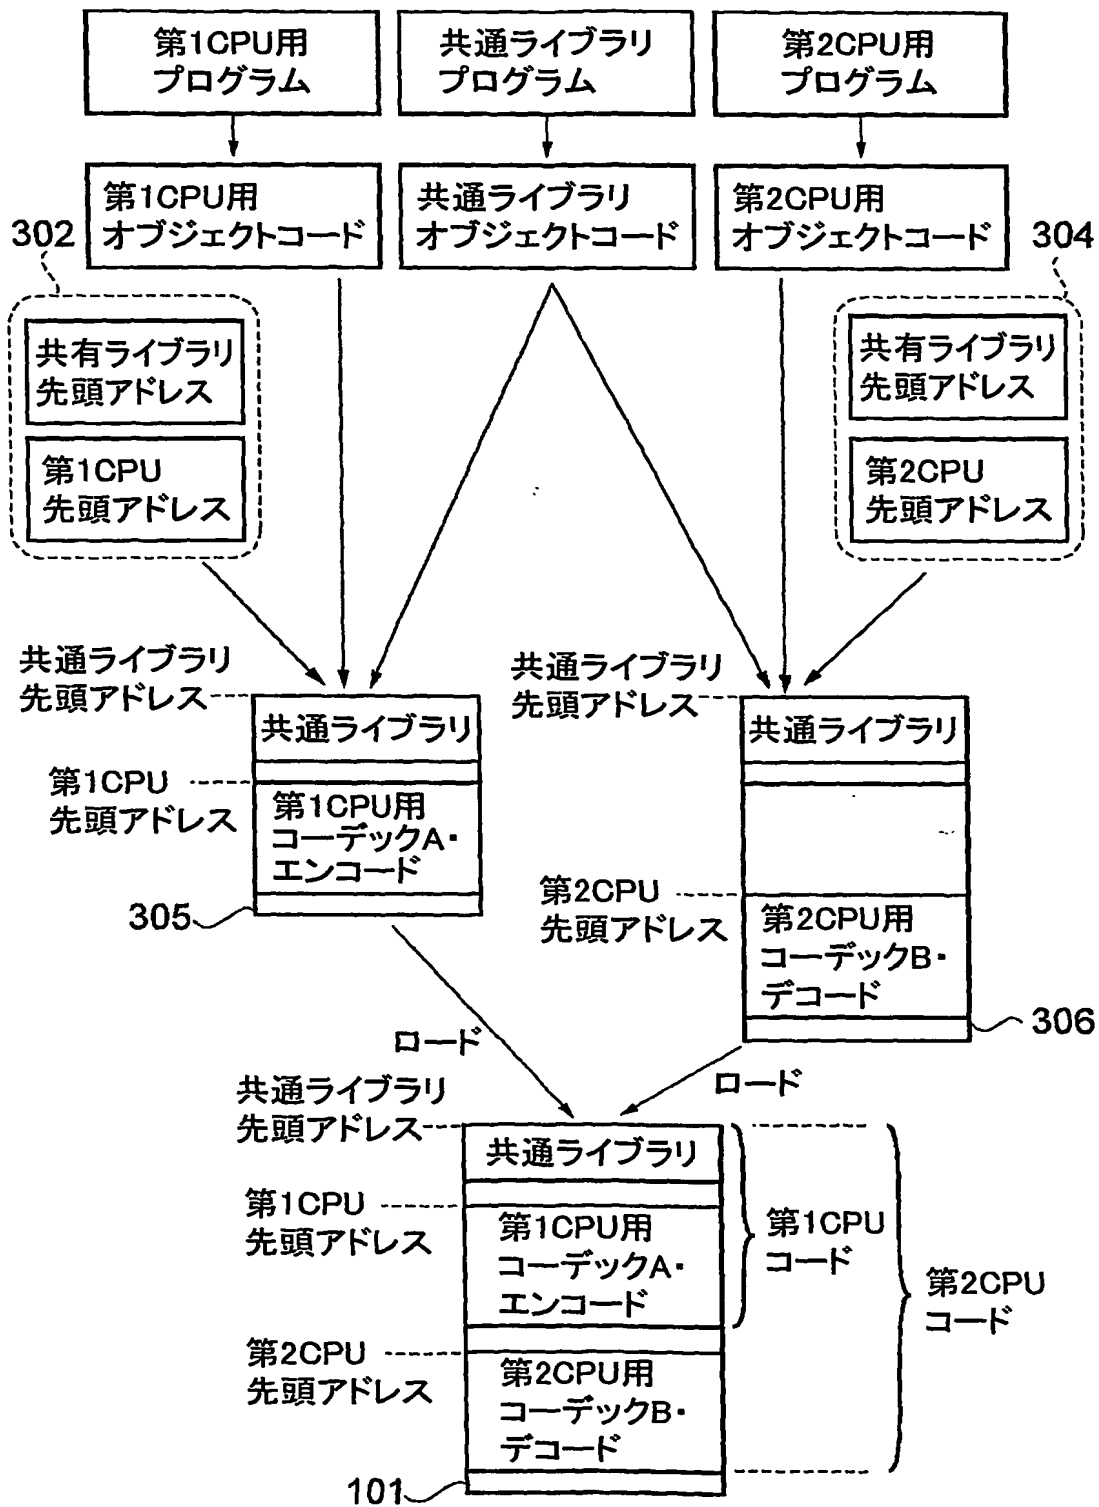 第1CPU用
プログラム
共通ライブラリ
プログラム
第2CPU用
プログラム
第1CPU用
オブジェクトコード
共通ライブラリ
オブジェクトコード
第2CPU用
オブジェクトコード
302
304
共有ライブラリ
先頭アドレス
第1CPU
先頭アドレス
共有ライブラリ
先頭アドレス
第2CPU
先頭アドレス
共通ライブラリ
先頭アドレス
共通ライブラリ
第1CPU
先頭アドレス
第1CPU用
コーデックA・
エンコード
305
共通ライブラリ
先頭アドレス
共通ライブラリ
第2CPU
先頭アドレス
第2CPU用
コーデックB・
デコード
306
ロード
ロード
共通ライブラリ
先頭アドレス
共通ライブラリ
第1CPU
先頭アドレス
第1CPU用
コーデックA・
エンコード
第1CPU
コード
第2CPU
コード
第2CPU
先頭アドレス
第2CPU用
コーデックB・
デコード
101